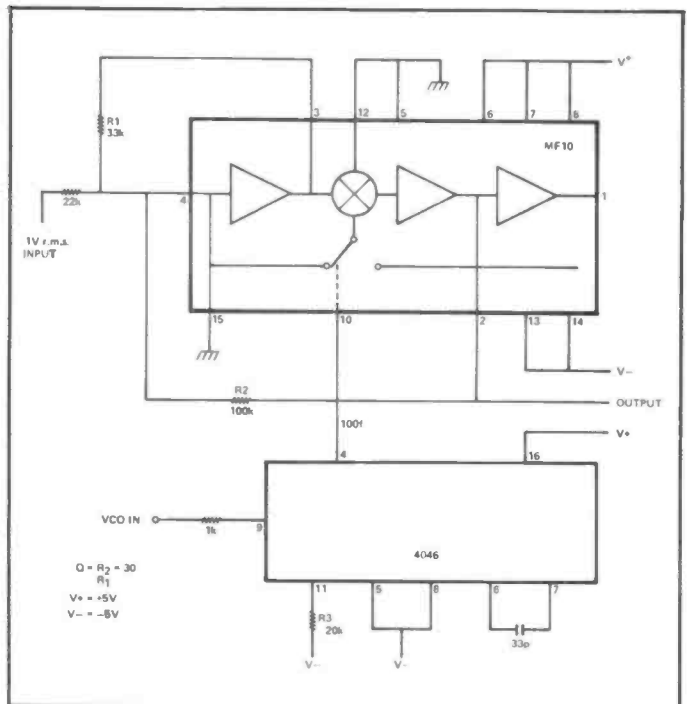 3
12
5
6
7
8
V+
R1
33k
MF10
22k
4
1
1V r.m.s.
INPUT
15
10
2
13
14
V−
R2
100k
OUTPUT
100f
4
16
V+
VCO IN
1k
9
4046
Q = R2 = 30
R1
V+ = +5V
V− = −5V
11
5
8
6
7
R3
20k
33p
V−
V−